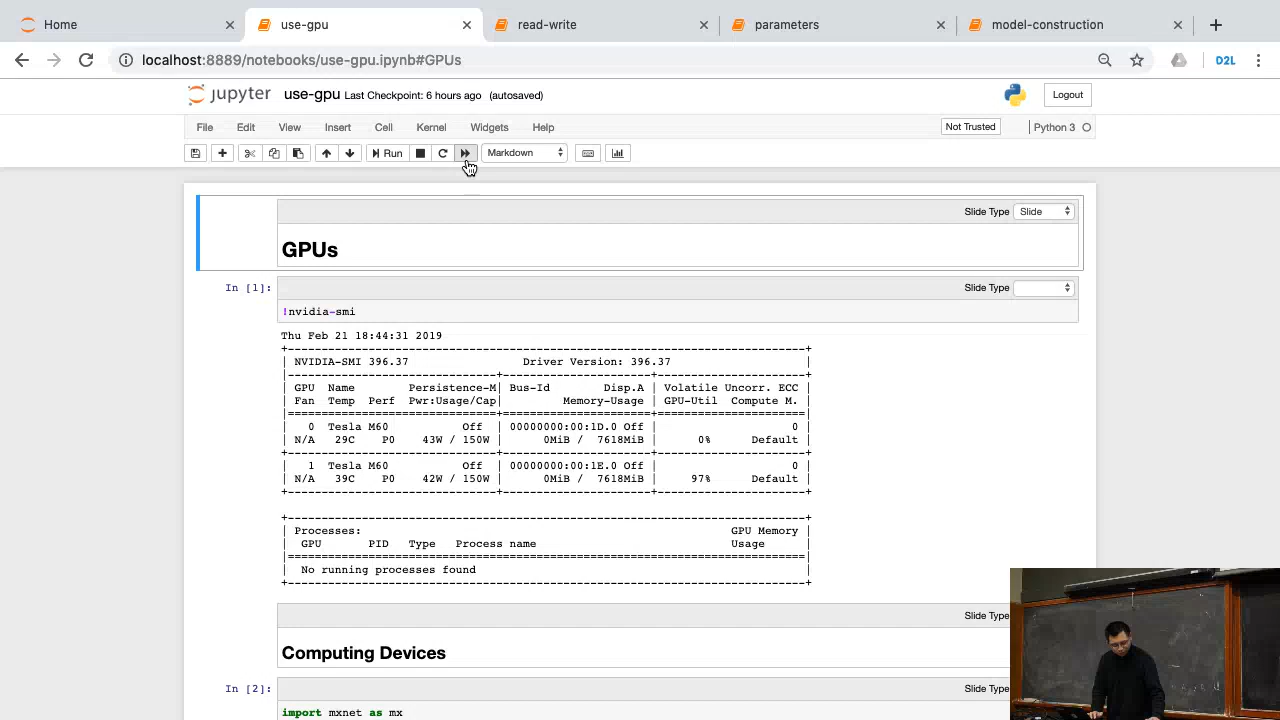 Home
use-gpu
read-write
parameters
model-construction
localhost:8889/notebooks/use-gpu.ipynb#GPUs
D2L
jupyter use-gpu Last Checkpoint: 6 hours ago (autosaved)
Logout
File Edit View Insert Cell Kernel Widgets Help
Not Trusted
Python 3
Run
Markdown
Slide Type Slide
GPUs
In [1]:
Slide Type
!nvidia-smi
Thu Feb 21 18:44:31 2019
+-----------------------------------------------------------------------------+
| NVIDIA-SMI 396.37 Driver Version: 396.37 |
|-------------------------------+----------------------+----------------------+
| GPU Name Persistence-M| Bus-Id Disp.A | Volatile Uncorr. ECC |
| Fan Temp Perf Pwr:Usage/Cap| Memory-Usage | GPU-Util Compute M. |
|===============================+======================+======================|
| 0 Tesla M60 Off | 00000000:00:1D.0 Off | 0 |
| N/A 29C P0 43W / 150W | 0MiB / 7618MiB | 0% Default |
+-------------------------------+----------------------+----------------------+
| 1 Tesla M60 Off | 00000000:00:1E.0 Off | 0 |
| N/A 39C P0 42W / 150W | 0MiB / 7618MiB | 97% Default |
+-------------------------------+----------------------+----------------------+
+-----------------------------------------------------------------------------+
| Processes: GPU Memory |
| GPU PID Type Process name Usage |
|=============================================================================|
| No running processes found |
+-----------------------------------------------------------------------------+
Slide Type
Computing Devices
In [2]:
Slide Type
import mxnet as mx